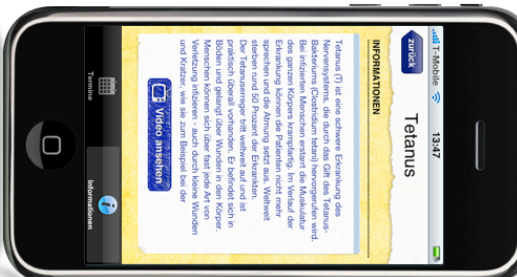 T-Mobile 13:47
zurück Tetanus
INFORMATIONEN
Tetanus (T) ist eine schwere Erkrankung des
Nervensystems, die durch das Gift des Tetanus-
Bakteriums (Clostridium tetani) hervorgerufen wird.
Bei infizierten Menschen erstarrt die Muskulatur
des ganzen Körpers krampfartig. Im Verlauf der
Erkrankung können die Patienten nicht mehr
sprechen und die Atmung setzt aus. Weltweit
sterben rund 50 Prozent der Erkrankten.
Der Tetanuserreger tritt weltweit auf und ist
praktisch überall vorhanden. Er befindet sich in
Böden und gelangt über Wunden in den Körper.
Menschen können sich über fast jede Art von
Verletzung infizieren - auch durch kleine Wunden
und Kratzer, wie sie zum Beispiel bei der
Video ansehen
Termine Informationen